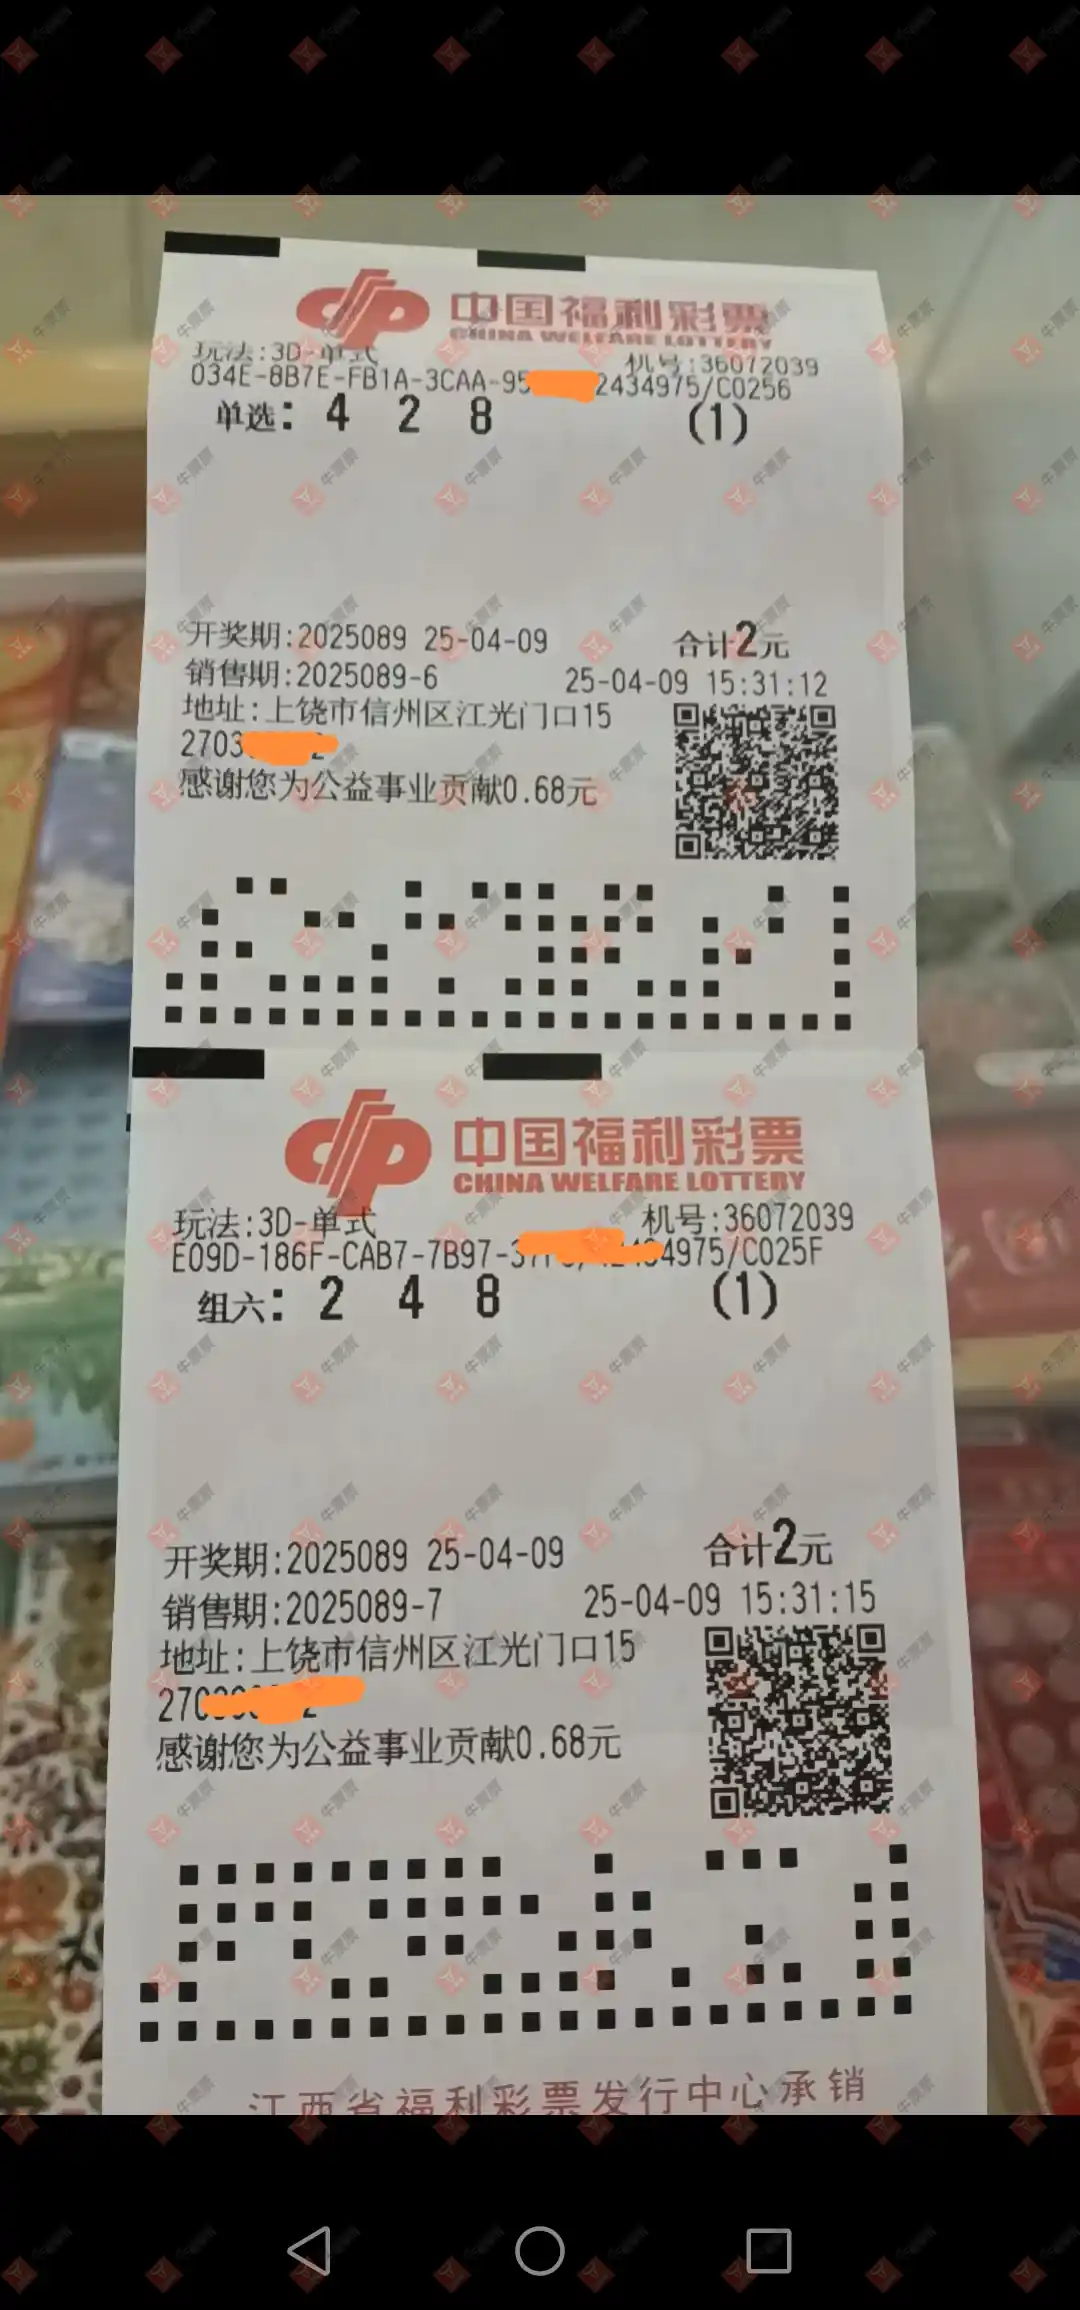 中国福利彩票
CHINA WELFARE LOTTERY
玩法:3D-单式 机号:36072039
034E-8B7E-FB1A-3CAA-95 2434975/C0256
单选: 4 2 8 (1)
开奖期:2025089 25-04-09 合计2元
销售期:2025089-6 25-04-09 15:31:12
地址:上饶市信州区江光门口15
2703 2
感谢您为公益事业贡献0.68元
中国福利彩票
CHINA WELFARE LOTTERY
玩法:3D-单式 机号:36072039
E09D-186F-CAB7-7B97-37 4975/C025F
组六: 2 4 8 (1)
开奖期:2025089 25-04-09 合计2元
销售期:2025089-7 25-04-09 15:31:15
地址:上饶市信州区江光门口15
270 2
感谢您为公益事业贡献0.68元
江西省福利彩票发行中心承销
牛票票